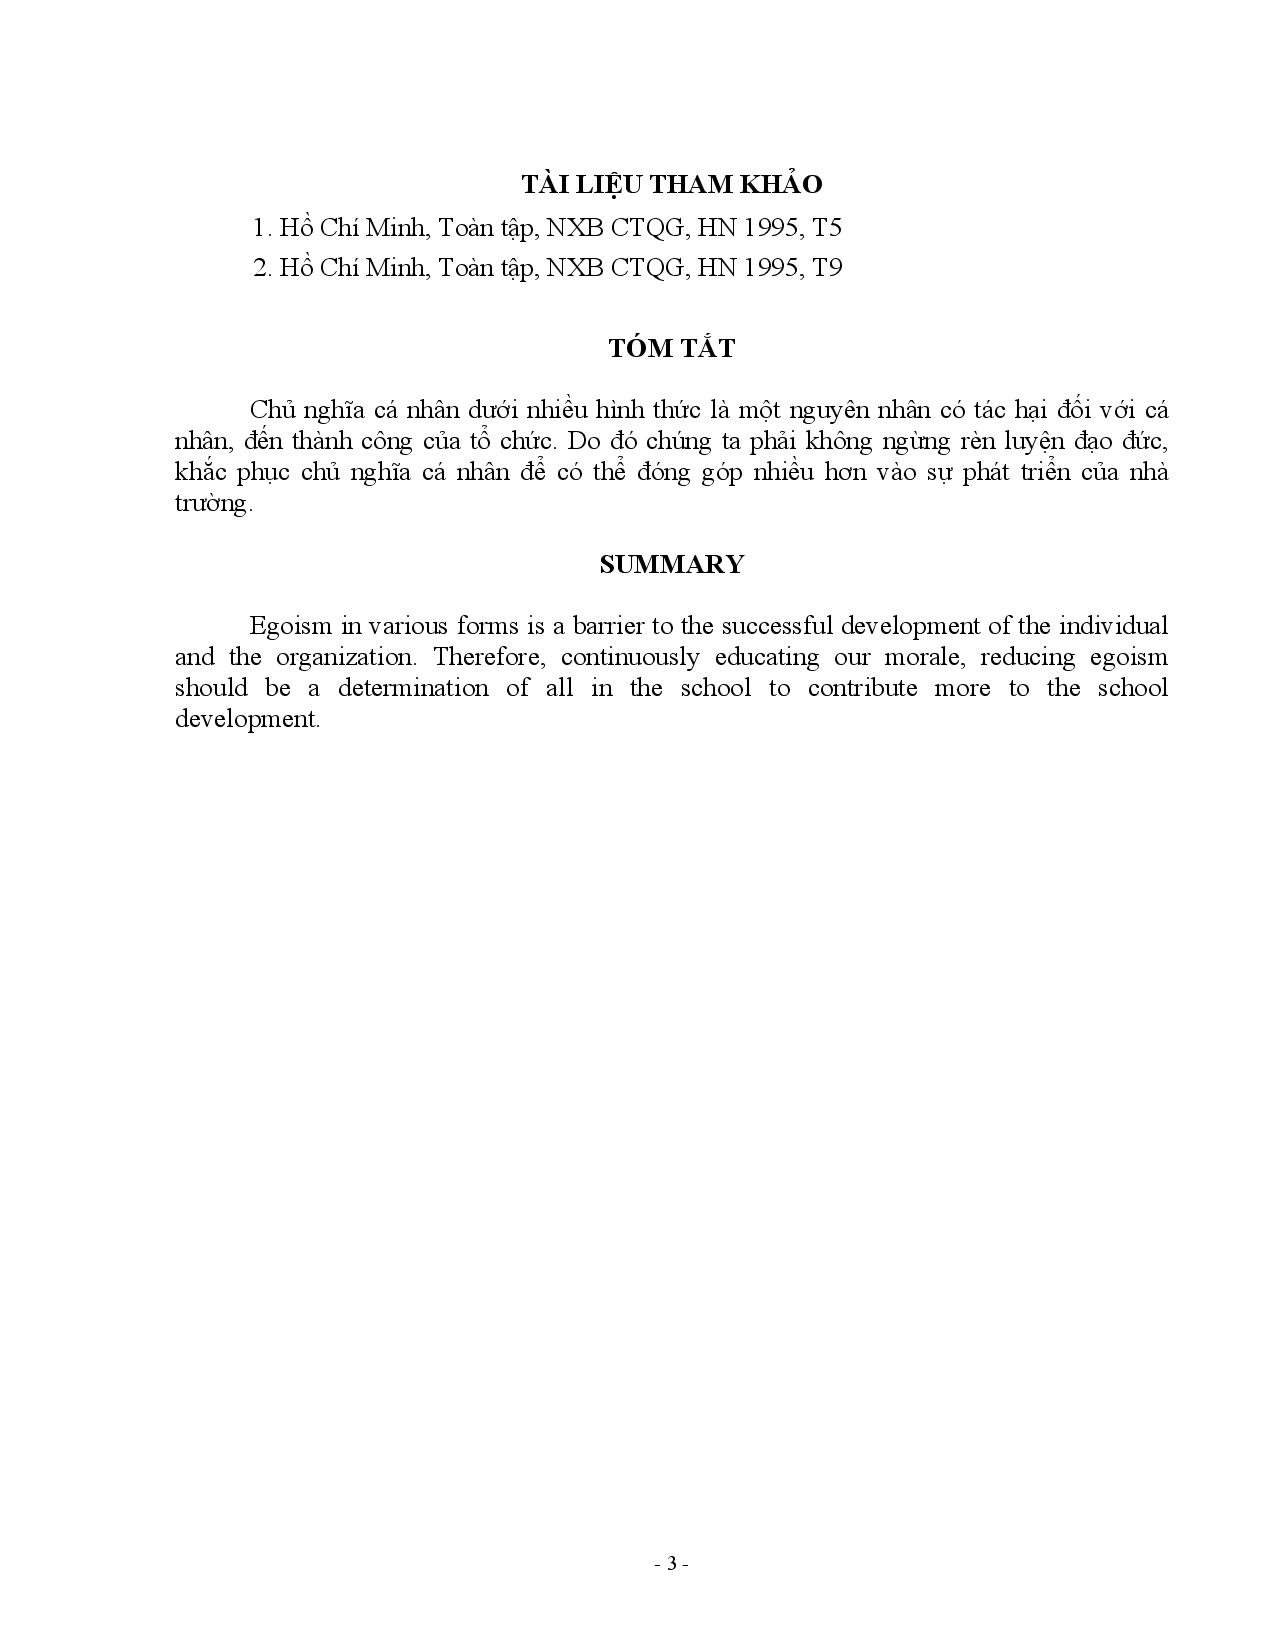 TÀI LIỆU THAM KHẢO
1. Hồ Chí Minh, Toàn tập, NXB CTQG, HN 1995, T5
2. Hồ Chí Minh, Toàn tập, NXB CTQG, HN 1995, T9
TÓM TẮT
Chủ nghĩa cá nhân dưới nhiều hình thức là một nguyên nhân có tác hại đối với cá
nhân, đến thành công của tổ chức. Do đó chúng ta phải không ngừng rèn luyện đạo đức,
khắc phục chủ nghĩa cá nhân để có thể đóng góp nhiều hơn vào sự phát triển của nhà
trường.
SUMMARY
Egoism in various forms is a barrier to the successful development of the individual
and the organization. Therefore, continuously educating our morale, reducing egoism
should be a determination of all in the school to contribute more to the school
development.
- 3 -